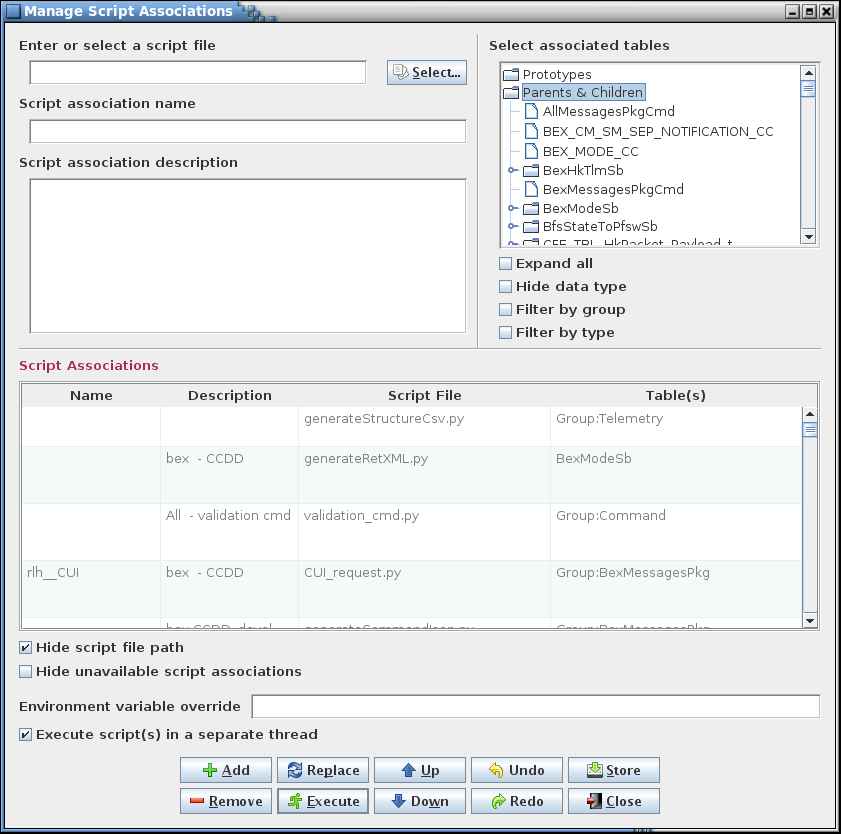 Manage Script Associations
Enter or select a script file
Select...
Script association name
Script association description
Select associated tables
Prototypes
Parents & Children
AllMessagesPkgCmd
BEX_CM_SM_SEP_NOTIFICATION_CC
BEX_MODE_CC
BexHkTlmSb
BexMessagesPkgCmd
BexModeSb
BfsStateToPfswSb
CFE_TBL_HkPacket_Payload_t
Expand all
Hide data type
Filter by group
Filter by type
Script Associations
Name Description Script File Table(s)
generateStructureCsv.py Group:Telemetry
bex - CCDD generateRetXML.py BexModeSb
All - validation cmd validation_cmd.py Group:Command
rlh__CUI bex - CCDD CUI_request.py Group:BexMessagesPkg
Group:BexMessagesPkg
Hide script file path
Hide unavailable script associations
Environment variable override
Execute script(s) in a separate thread
Add Replace Up Undo Store
Remove Execute Down Redo Close